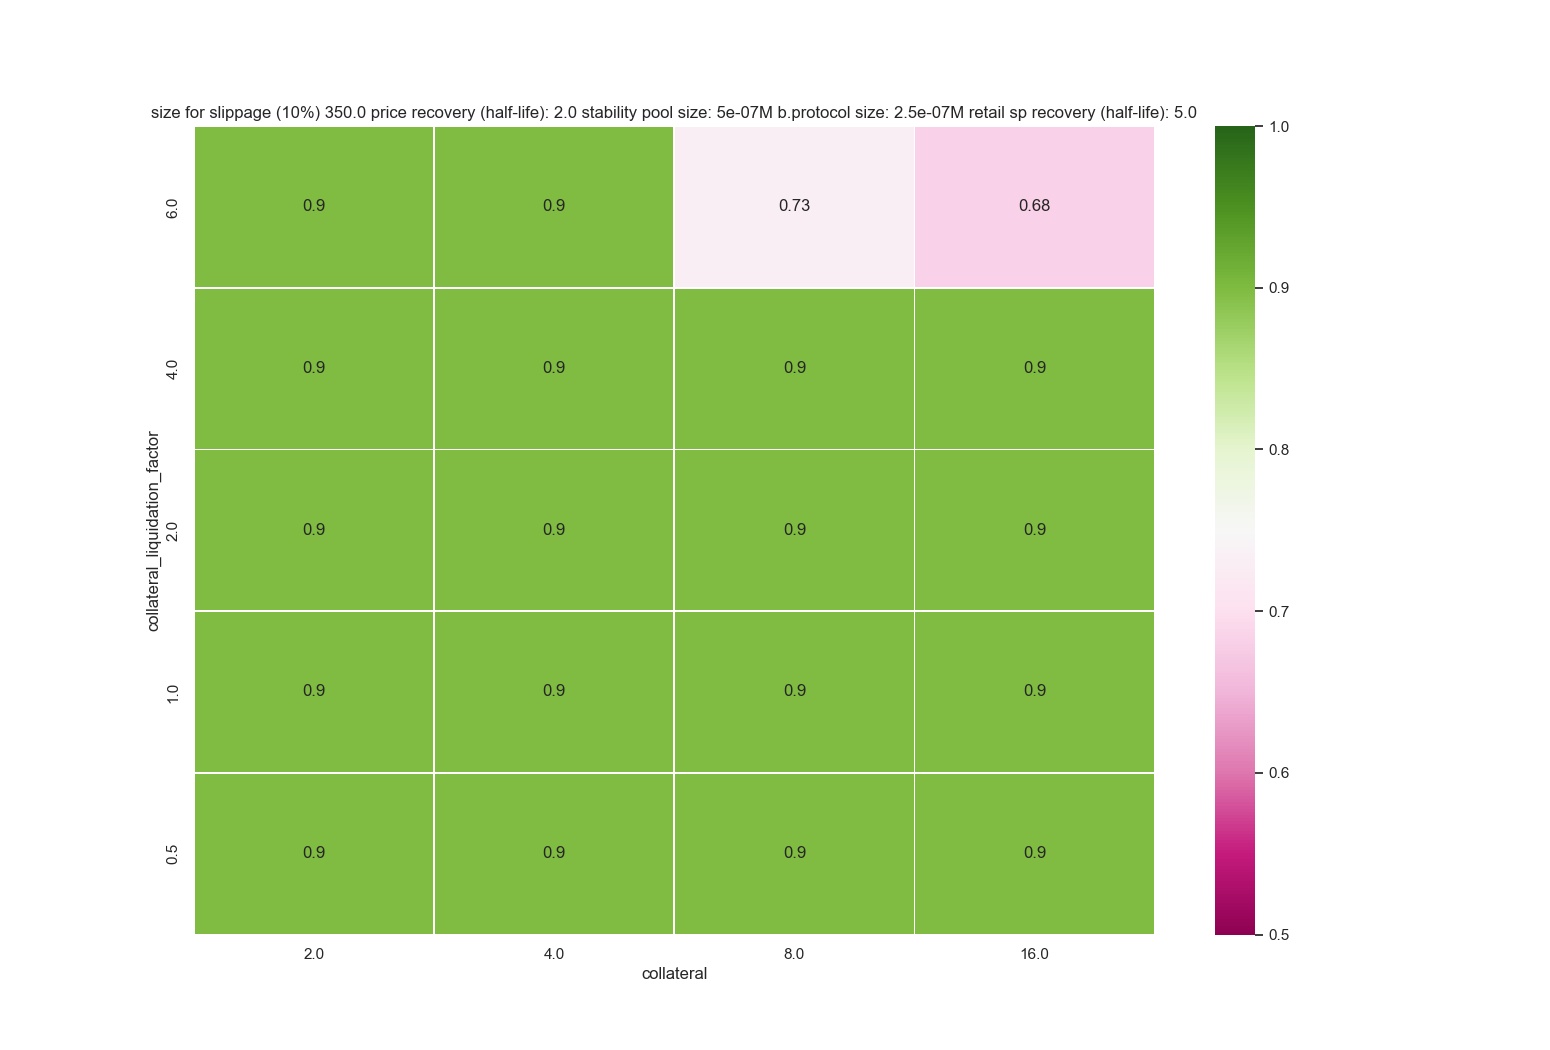 size for slippage (10%) 350.0 price recovery (half-life): 2.0 stability pool size: 5e-07M b.protocol size: 2.5e-07M retail sp recovery (half-life): 5.0
collateral_liquidation_factor
6.0
0.9 0.9 0.73 0.68
4.0
0.9 0.9 0.9 0.9
2.0
0.9 0.9 0.9 0.9
1.0
0.9 0.9 0.9 0.9
0.5
0.9 0.9 0.9 0.9
2.0 4.0 8.0 16.0
collateral
1.0
0.9
0.8
0.7
0.6
0.5